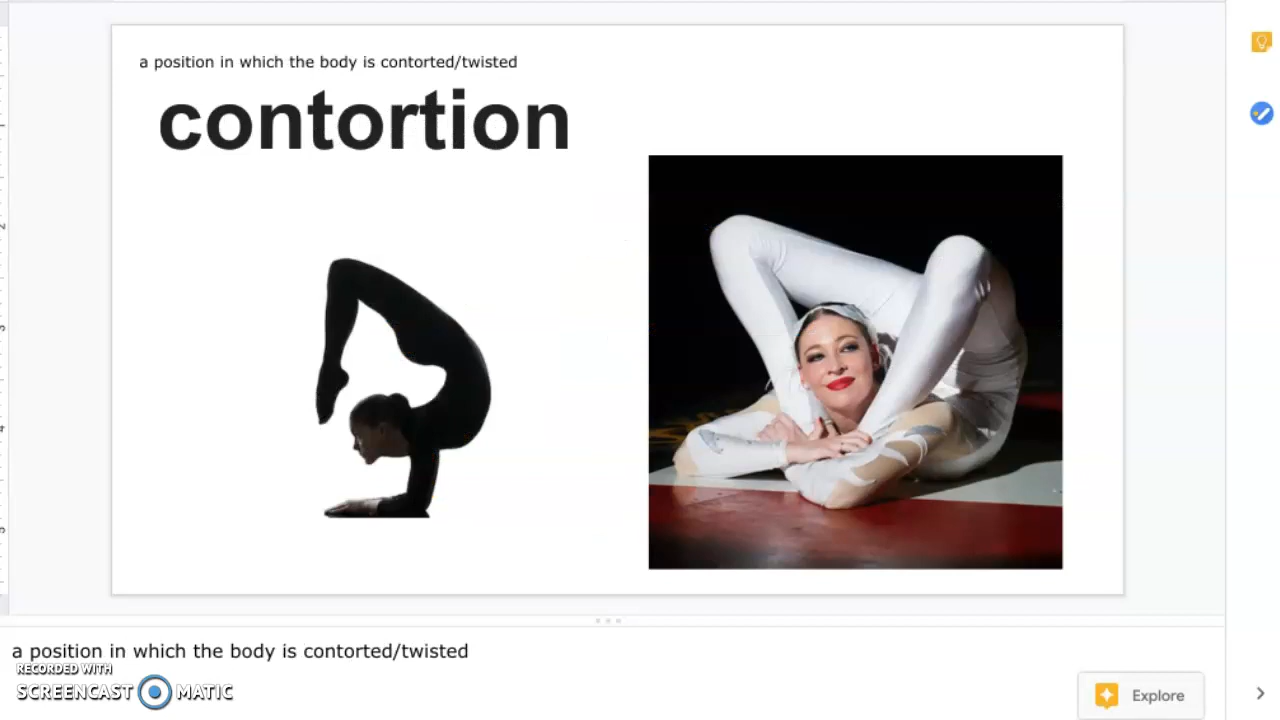 a position in which the body is contorted/twisted
contortion
a position in which the body is contorted/twisted
RECORDED WITH
SCREENCAST MATIC
Explore